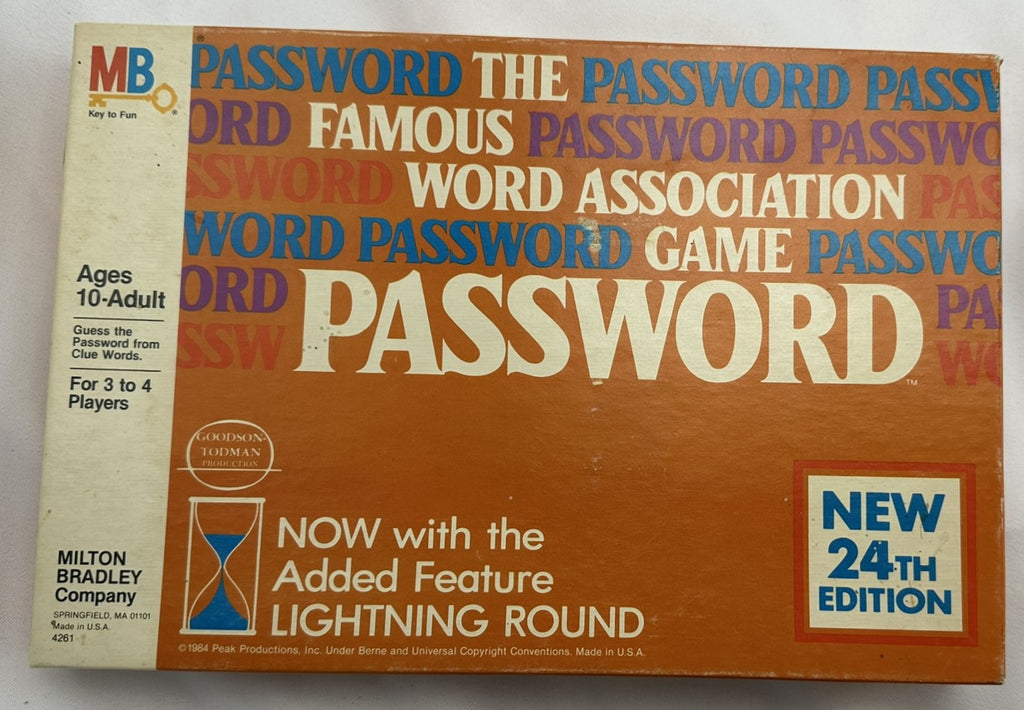 MB®
Key to Fun
Ages
10-Adult
Guess the
Password from
Clue Words.
For 3 to 4
Players
MILTON
BRADLEY
Company
SPRINGFIELD, MA 01101
Made in U.S.A.
4261
PASSWORD THE PASSWORD PASSW
ORD FAMOUS PASSWORD PASSWO
SSWORD WORD ASSOCIATION PAS
WORD PASSWORD GAME PASSWO
ORD PASSWORD™ PA
SSW WO
GOODSON-
TODMAN
PRODUCTION
NOW with the
Added Feature
LIGHTNING ROUND
NEW
24TH
EDITION
©1984 Peak Productions, Inc. Under Berne and Universal Copyright Conventions. Made in U.S.A.